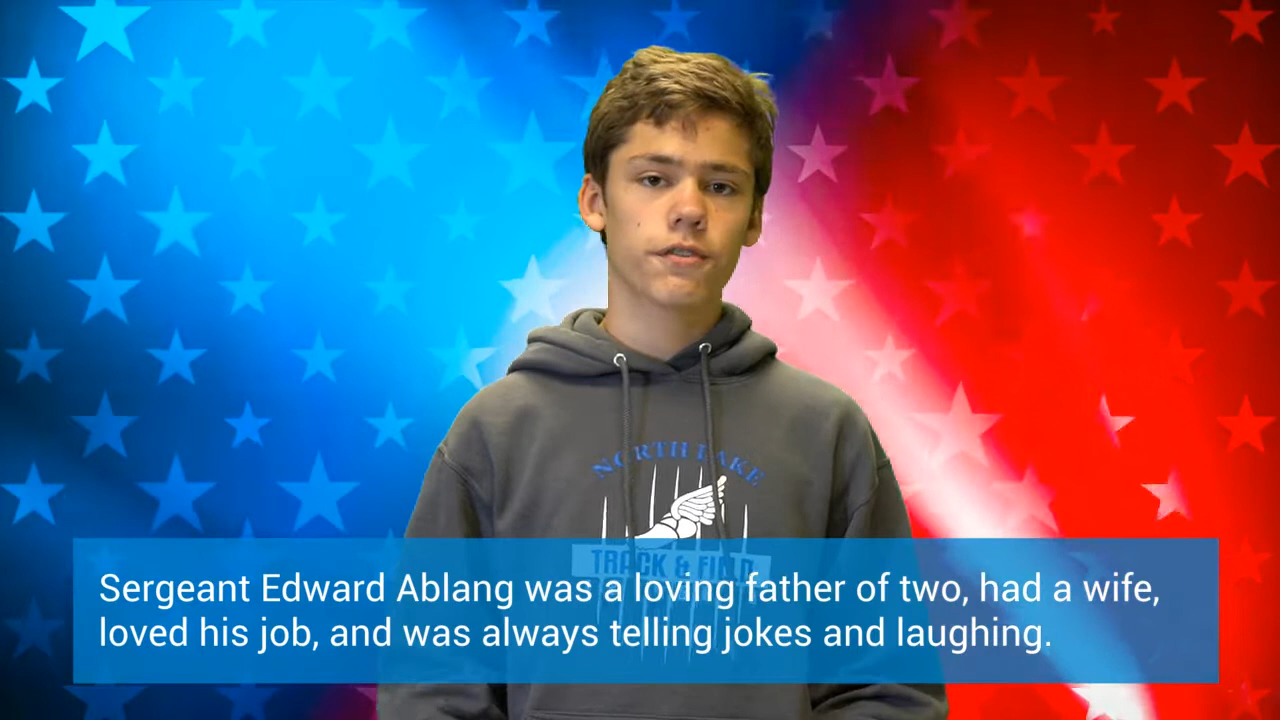 NORTH LAKE
TRACK & FIELD
Sergeant Edward Ablang was a loving father of two, had a wife,
loved his job, and was always telling jokes and laughing.